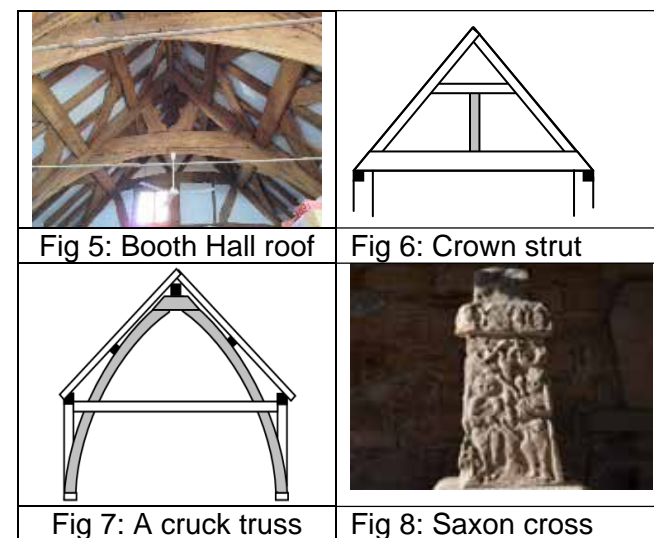 Fig 5: Booth Hall roof
Fig 6: Crown strut
Fig 7: A cruck truss
Fig 8: Saxon cross